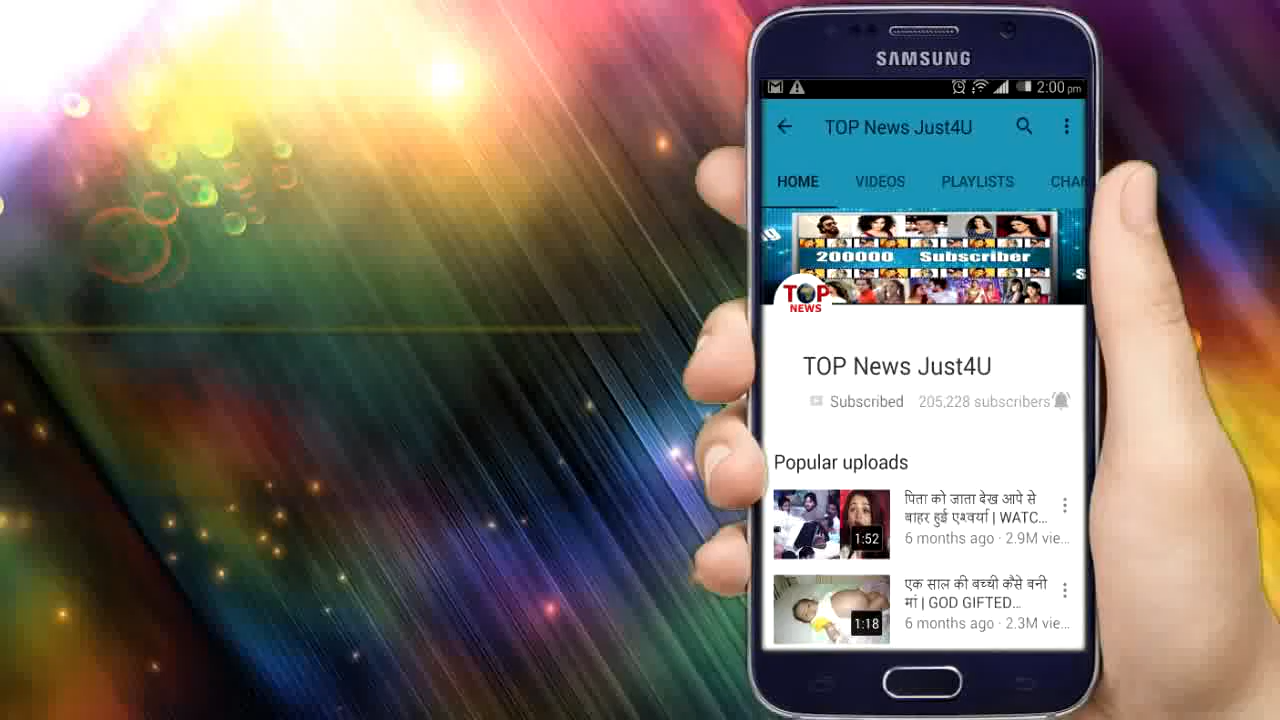 SAMSUNG
2:00 pm
TOP News Just4U
HOME VIDEOS PLAYLISTS CHAN
200000 Subscriber
TOP
NEWS
TOP News Just4U
Subscribed 205,228 subscribers
Popular uploads
पिता को जाता देख आपे से
बाहर हुई एश्वर्या | WATC...
6 months ago · 2.9M vie...
1:52
एक साल की बच्ची कैसे बनी
मां | GOD GIFTED...
6 months ago · 2.3M vie...
1:18